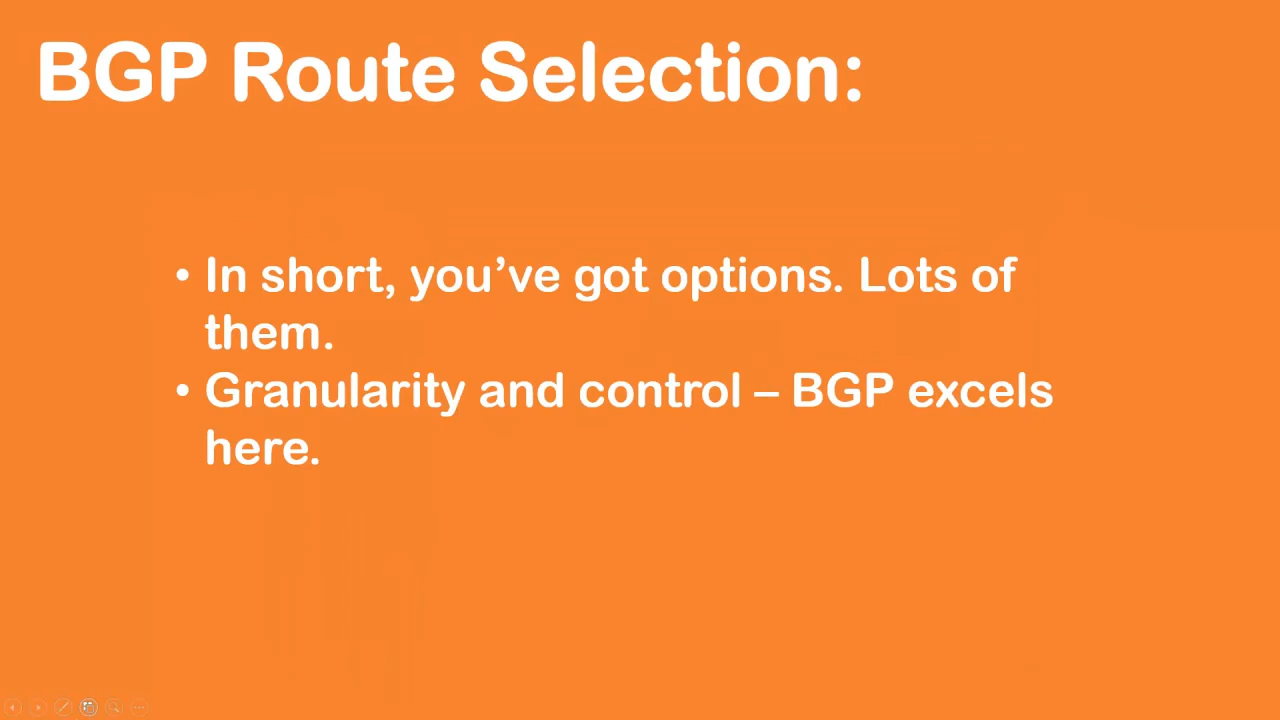 BGP Route Selection:
• In short, you’ve got options. Lots of
them.
• Granularity and control – BGP excels
here.